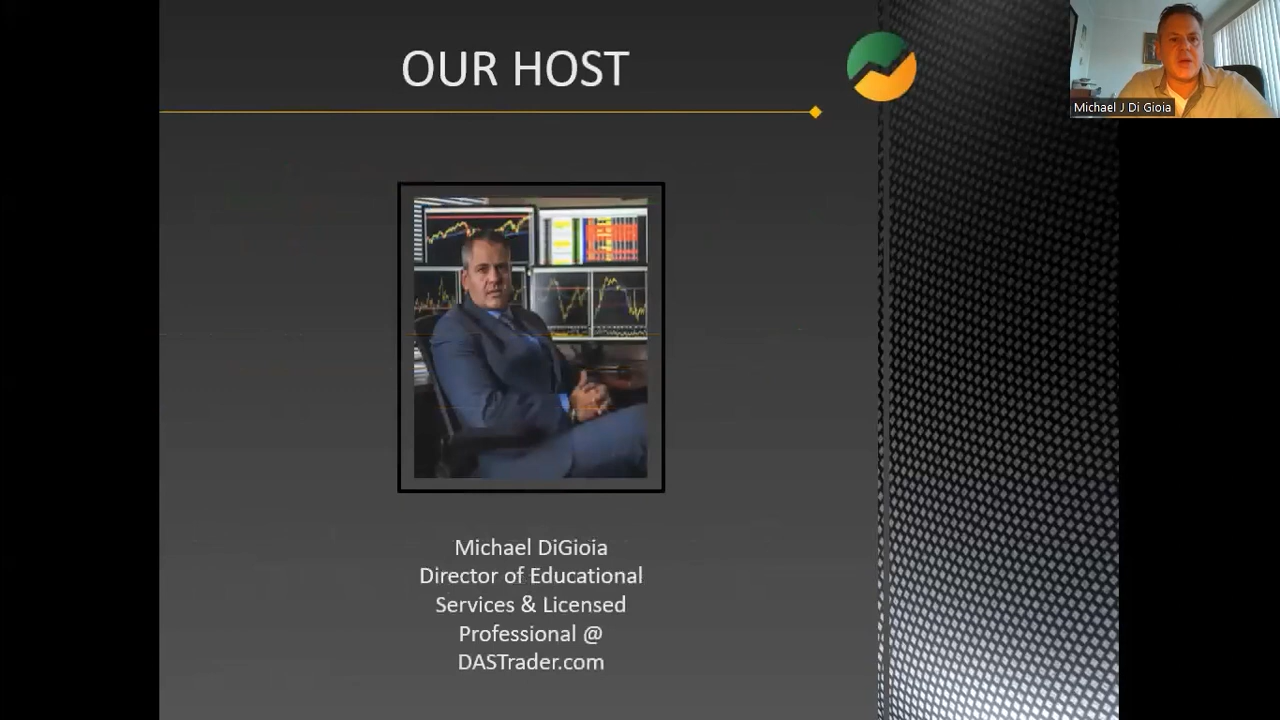 OUR HOST
Michael J Di Gioia
Michael DiGioia
Director of Educational
Services & Licensed
Professional @
DASTrader.com